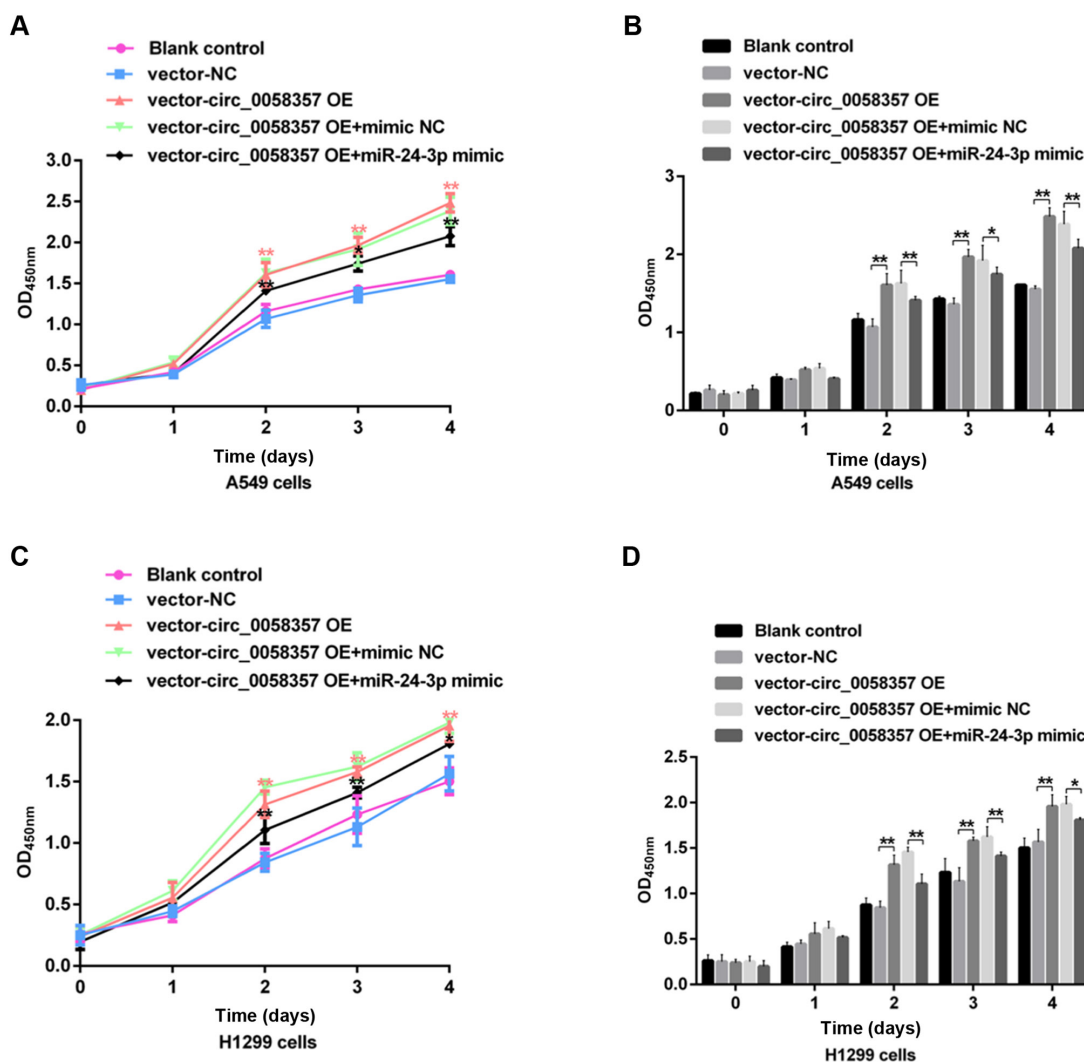 A
Blank control
vector-NC
vector-circ_0058357 OE
vector-circ_0058357 OE+mimic NC
vector-circ_0058357 OE+miR-24-3p mimic
3.0
2.5
2.0
1.5
1.0
0.5
0.0
OD450nm
** ** **
** * **
0 1 2 3 4
Time (days)
A549 cells
B
Blank control
vector-NC
vector-circ_0058357 OE
vector-circ_0058357 OE+mimic NC
vector-circ_0058357 OE+miR-24-3p mimic
3
2
1
0
OD450nm
** ** ** * ** **
0 1 2 3 4
Time (days)
A549 cells
C
Blank control
vector-NC
vector-circ_0058357 OE
vector-circ_0058357 OE+mimic NC
vector-circ_0058357 OE+miR-24-3p mimic
2.0
1.5
1.0
0.5
0.0
OD450nm
** ** **
** ** *
0 1 2 3 4
Time (days)
H1299 cells
D
Blank control
vector-NC
vector-circ_0058357 OE
vector-circ_0058357 OE+mimic NC
vector-circ_0058357 OE+miR-24-3p mimic
2.5
2.0
1.5
1.0
0.5
0.0
OD450nm
** ** ** ** ** *
0 1 2 3 4
Time (days)
H1299 cells